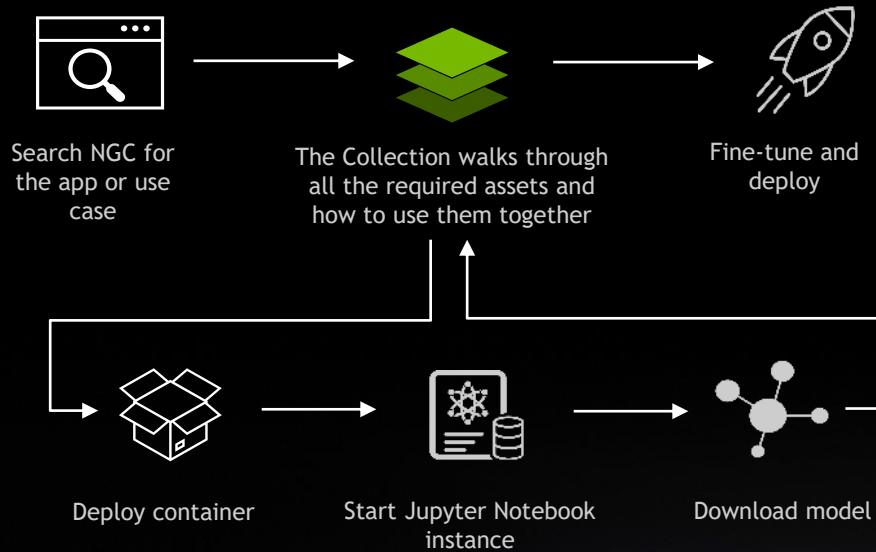 Search NGC for
the app or use
case
The Collection walks through
all the required assets and
how to use them together
Fine-tune and
deploy
Deploy container
Start Jupyter Notebook
instance
Download model